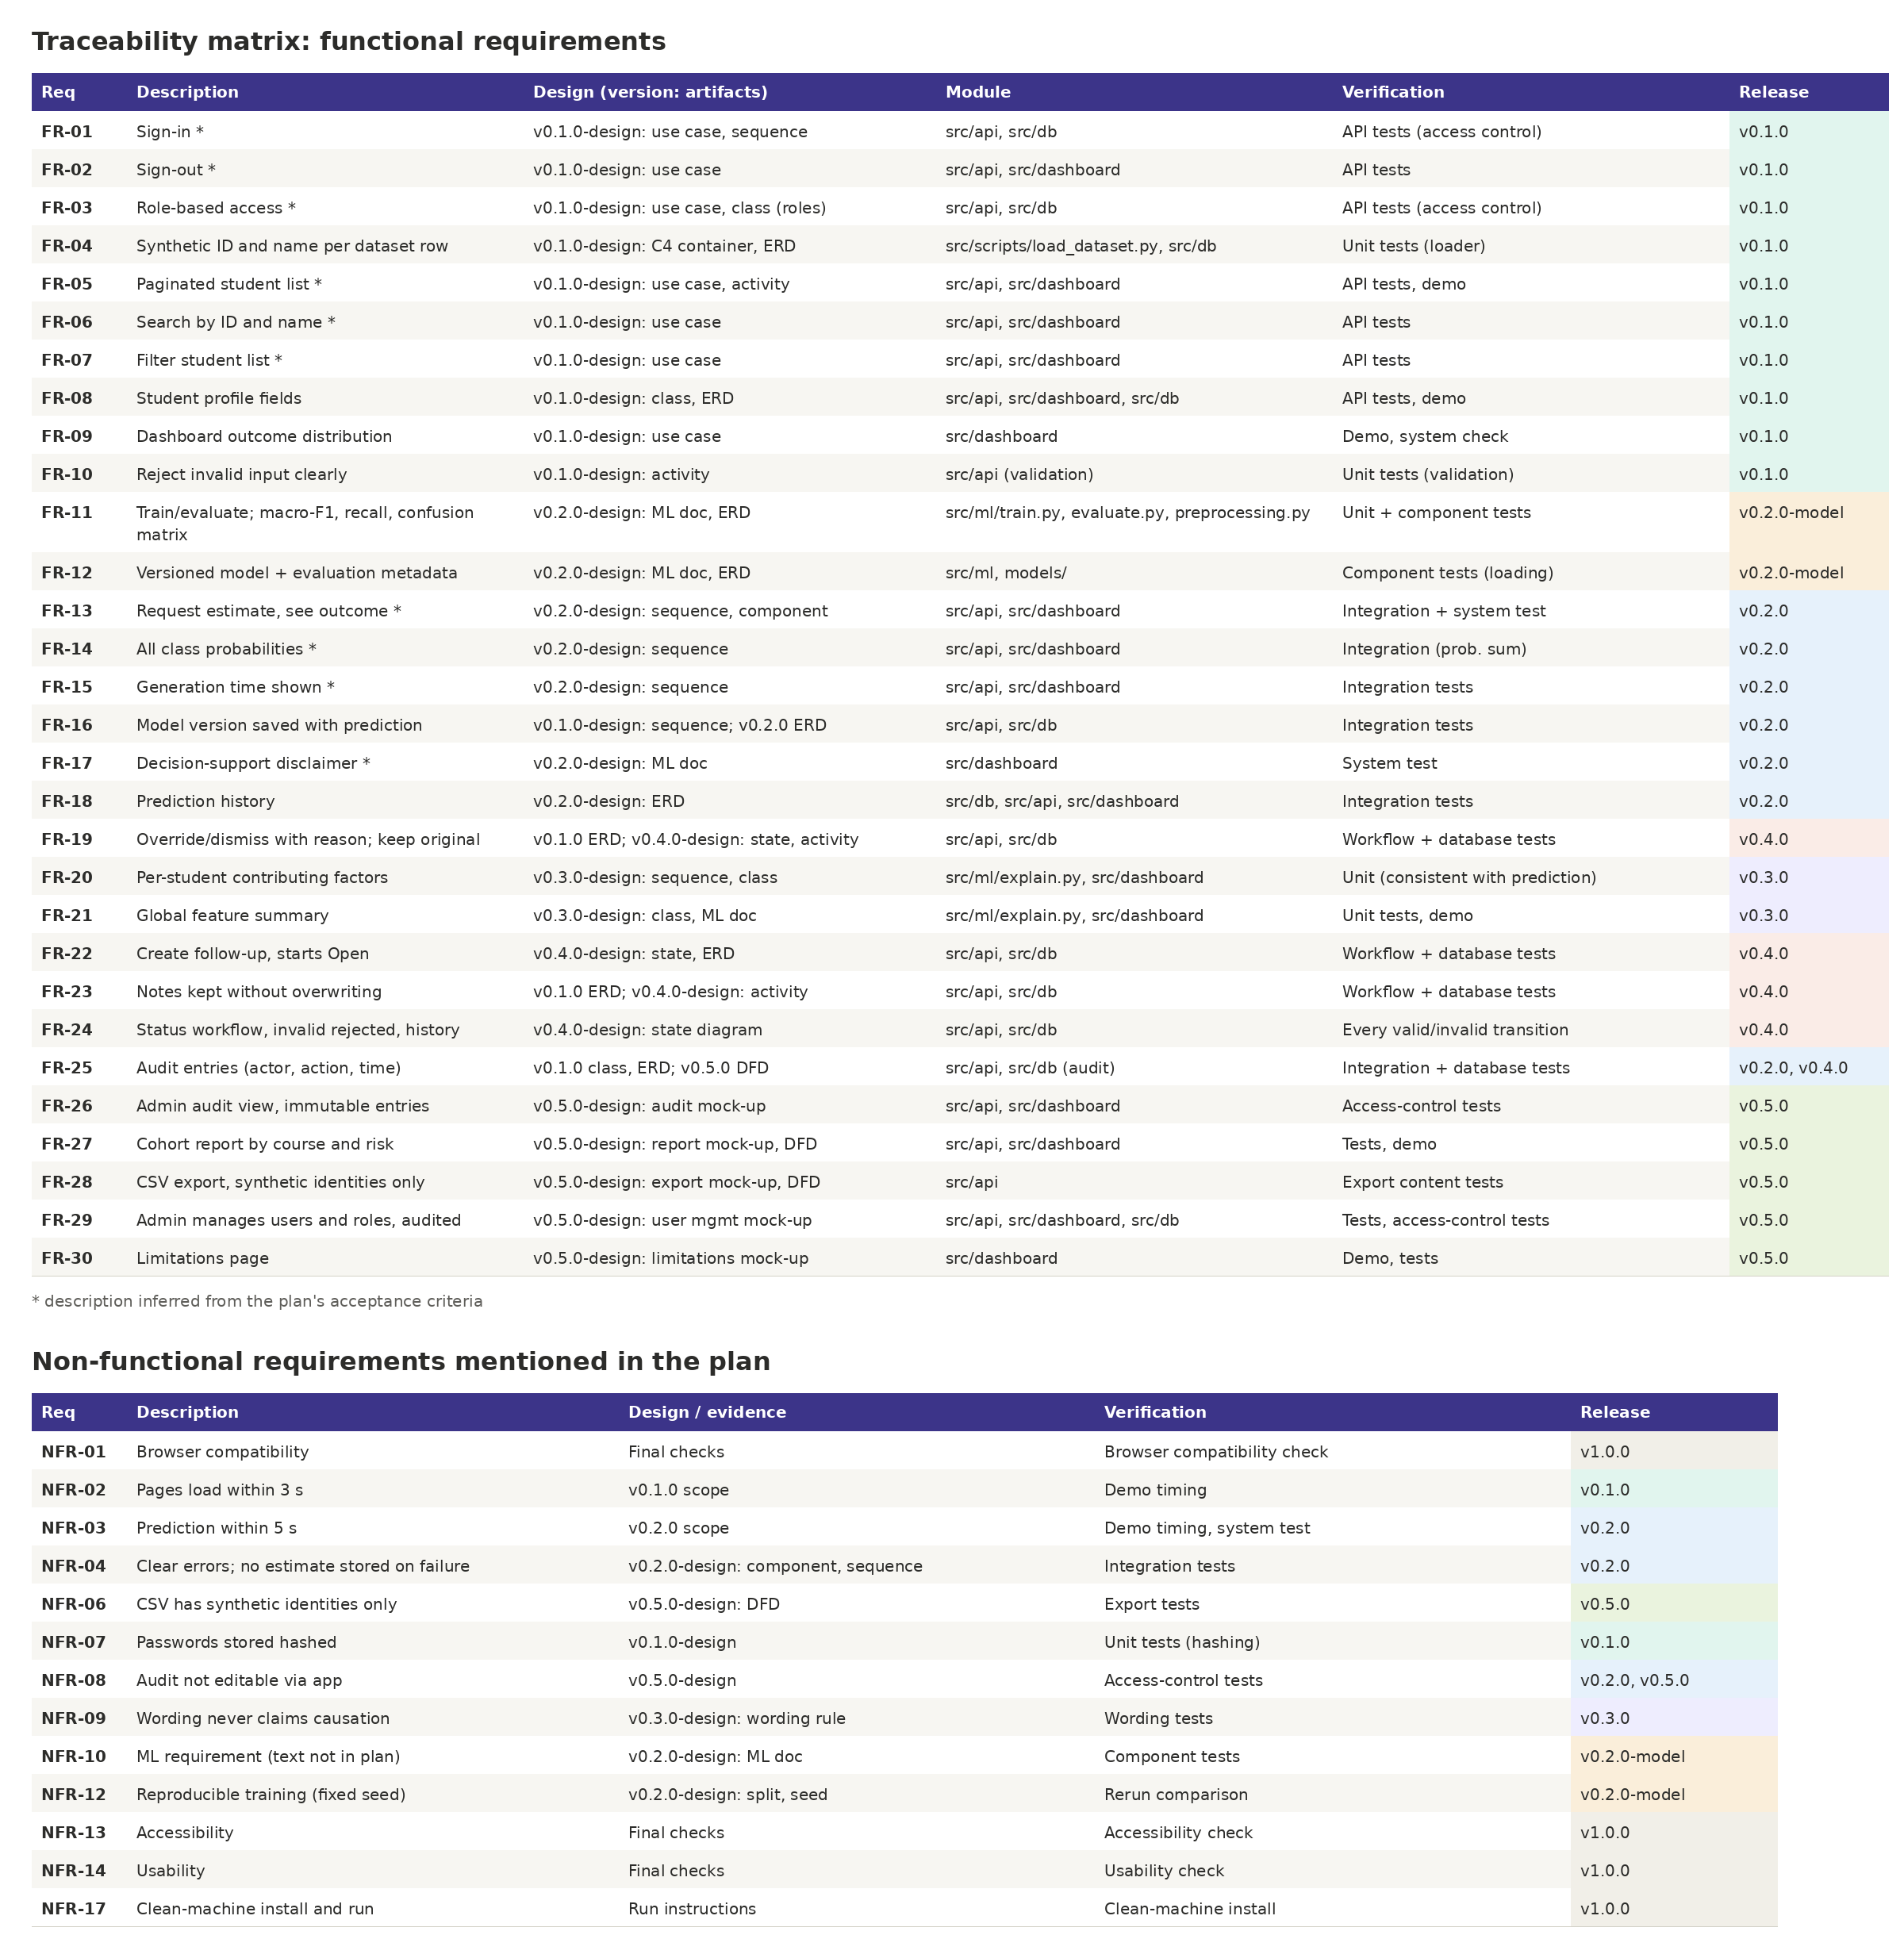 Traceability matrix: functional requirements
Req Description Design (version: artifacts) Module Verification Release
FR-01 Sign-in * v0.1.0-design: use case, sequence src/api, src/db API tests (access control) v0.1.0
FR-02 Sign-out * v0.1.0-design: use case src/api, src/dashboard API tests v0.1.0
FR-03 Role-based access * v0.1.0-design: use case, class (roles) src/api, src/db API tests (access control) v0.1.0
FR-04 Synthetic ID and name per dataset row v0.1.0-design: C4 container, ERD src/scripts/load_dataset.py, src/db Unit tests (loader) v0.1.0
FR-05 Paginated student list * v0.1.0-design: use case, activity src/api, src/dashboard API tests, demo v0.1.0
FR-06 Search by ID and name * v0.1.0-design: use case src/api, src/dashboard API tests v0.1.0
FR-07 Filter student list * v0.1.0-design: use case src/api, src/dashboard API tests v0.1.0
FR-08 Student profile fields v0.1.0-design: class, ERD src/api, src/dashboard, src/db API tests, demo v0.1.0
FR-09 Dashboard outcome distribution v0.1.0-design: use case src/dashboard Demo, system check v0.1.0
FR-10 Reject invalid input clearly v0.1.0-design: activity src/api (validation) Unit tests (validation) v0.1.0
FR-11 Train/evaluate; macro-F1, recall, confusion v0.2.0-design: ML doc, ERD src/ml/train.py, evaluate.py, preprocessing.py Unit + component tests v0.2.0-model
matrix
FR-12 Versioned model + evaluation metadata v0.2.0-design: ML doc, ERD src/ml, models/ Component tests (loading) v0.2.0-model
FR-13 Request estimate, see outcome * v0.2.0-design: sequence, component src/api, src/dashboard Integration + system test v0.2.0
FR-14 All class probabilities * v0.2.0-design: sequence src/api, src/dashboard Integration (prob. sum) v0.2.0
FR-15 Generation time shown * v0.2.0-design: sequence src/api, src/dashboard Integration tests v0.2.0
FR-16 Model version saved with prediction v0.1.0-design: sequence; v0.2.0 ERD src/api, src/db Integration tests v0.2.0
FR-17 Decision-support disclaimer * v0.2.0-design: ML doc src/dashboard System test v0.2.0
FR-18 Prediction history v0.2.0-design: ERD src/db, src/api, src/dashboard Integration tests v0.2.0
FR-19 Override/dismiss with reason; keep original v0.1.0 ERD; v0.4.0-design: state, activity src/api, src/db Workflow + database tests v0.4.0
FR-20 Per-student contributing factors v0.3.0-design: sequence, class src/ml/explain.py, src/dashboard Unit (consistent with prediction) v0.3.0
FR-21 Global feature summary v0.3.0-design: class, ML doc src/ml/explain.py, src/dashboard Unit tests, demo v0.3.0
FR-22 Create follow-up, starts Open v0.4.0-design: state, ERD src/api, src/db Workflow + database tests v0.4.0
FR-23 Notes kept without overwriting v0.1.0 ERD; v0.4.0-design: activity src/api, src/db Workflow + database tests v0.4.0
FR-24 Status workflow, invalid rejected, history v0.4.0-design: state diagram src/api, src/db Every valid/invalid transition v0.4.0
FR-25 Audit entries (actor, action, time) v0.1.0 class, ERD; v0.5.0 DFD src/api, src/db (audit) Integration + database tests v0.2.0, v0.4.0
FR-26 Admin audit view, immutable entries v0.5.0-design: audit mock-up src/api, src/dashboard Access-control tests v0.5.0
FR-27 Cohort report by course and risk v0.5.0-design: report mock-up, DFD src/api, src/dashboard Tests, demo v0.5.0
FR-28 CSV export, synthetic identities only v0.5.0-design: export mock-up, DFD src/api Export content tests v0.5.0
FR-29 Admin manages users and roles, audited v0.5.0-design: user mgmt mock-up src/api, src/dashboard, src/db Tests, access-control tests v0.5.0
FR-30 Limitations page v0.5.0-design: limitations mock-up src/dashboard Demo, tests v0.5.0
* description inferred from the plan's acceptance criteria
Non-functional requirements mentioned in the plan
Req Description Design / evidence Verification Release
NFR-01 Browser compatibility Final checks Browser compatibility check v1.0.0
NFR-02 Pages load within 3 s v0.1.0 scope Demo timing v0.1.0
NFR-03 Prediction within 5 s v0.2.0 scope Demo timing, system test v0.2.0
NFR-04 Clear errors; no estimate stored on failure v0.2.0-design: component, sequence Integration tests v0.2.0
NFR-06 CSV has synthetic identities only v0.5.0-design: DFD Export tests v0.5.0
NFR-07 Passwords stored hashed v0.1.0-design Unit tests (hashing) v0.1.0
NFR-08 Audit not editable via app v0.5.0-design Access-control tests v0.2.0, v0.5.0
NFR-09 Wording never claims causation v0.3.0-design: wording rule Wording tests v0.3.0
NFR-10 ML requirement (text not in plan) v0.2.0-design: ML doc Component tests v0.2.0-model
NFR-12 Reproducible training (fixed seed) v0.2.0-design: split, seed Rerun comparison v0.2.0-model
NFR-13 Accessibility Final checks Accessibility check v1.0.0
NFR-14 Usability Final checks Usability check v1.0.0
NFR-17 Clean-machine install and run Run instructions Clean-machine install v1.0.0